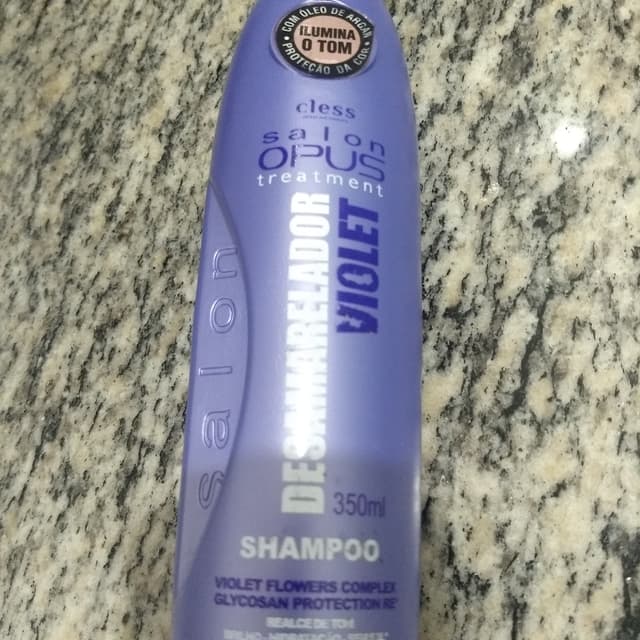 COM ÓLEO DE ARGAN
ILUMINA
O TOM
PROTEÇÃO DA COR
cless
salon
OPUS
treatment
DESAMARELADOR
VIOLET
salon
350ml
SHAMPOO
VIOLET FLOWERS COMPLEX
GLYCOSAN PROTECTION RE
REALCE DE TOM